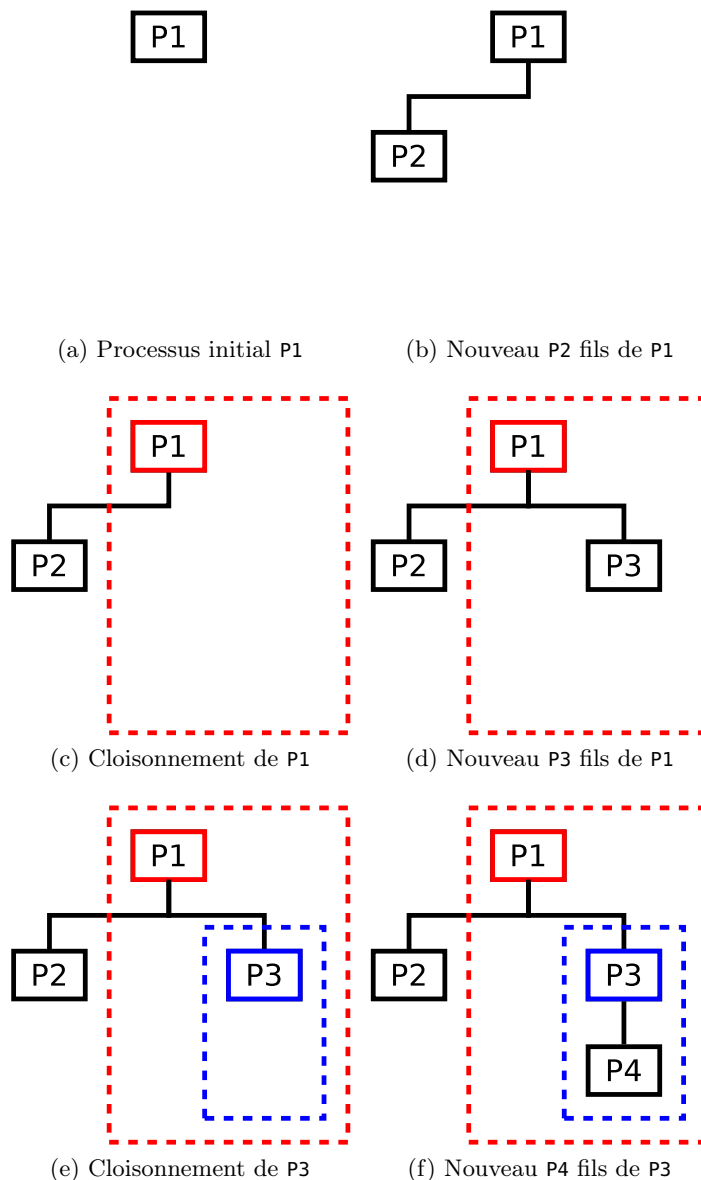 P1 P1
P2
(a) Processus initial P1 (b) Nouveau P2 fils de P1
P1 P1
P2 P2 P3
(c) Cloisonnement de P1 (d) Nouveau P3 fils de P1
P1 P1
P2 P3 P2 P3
P4
(e) Cloisonnement de P3 (f) Nouveau P4 fils de P3